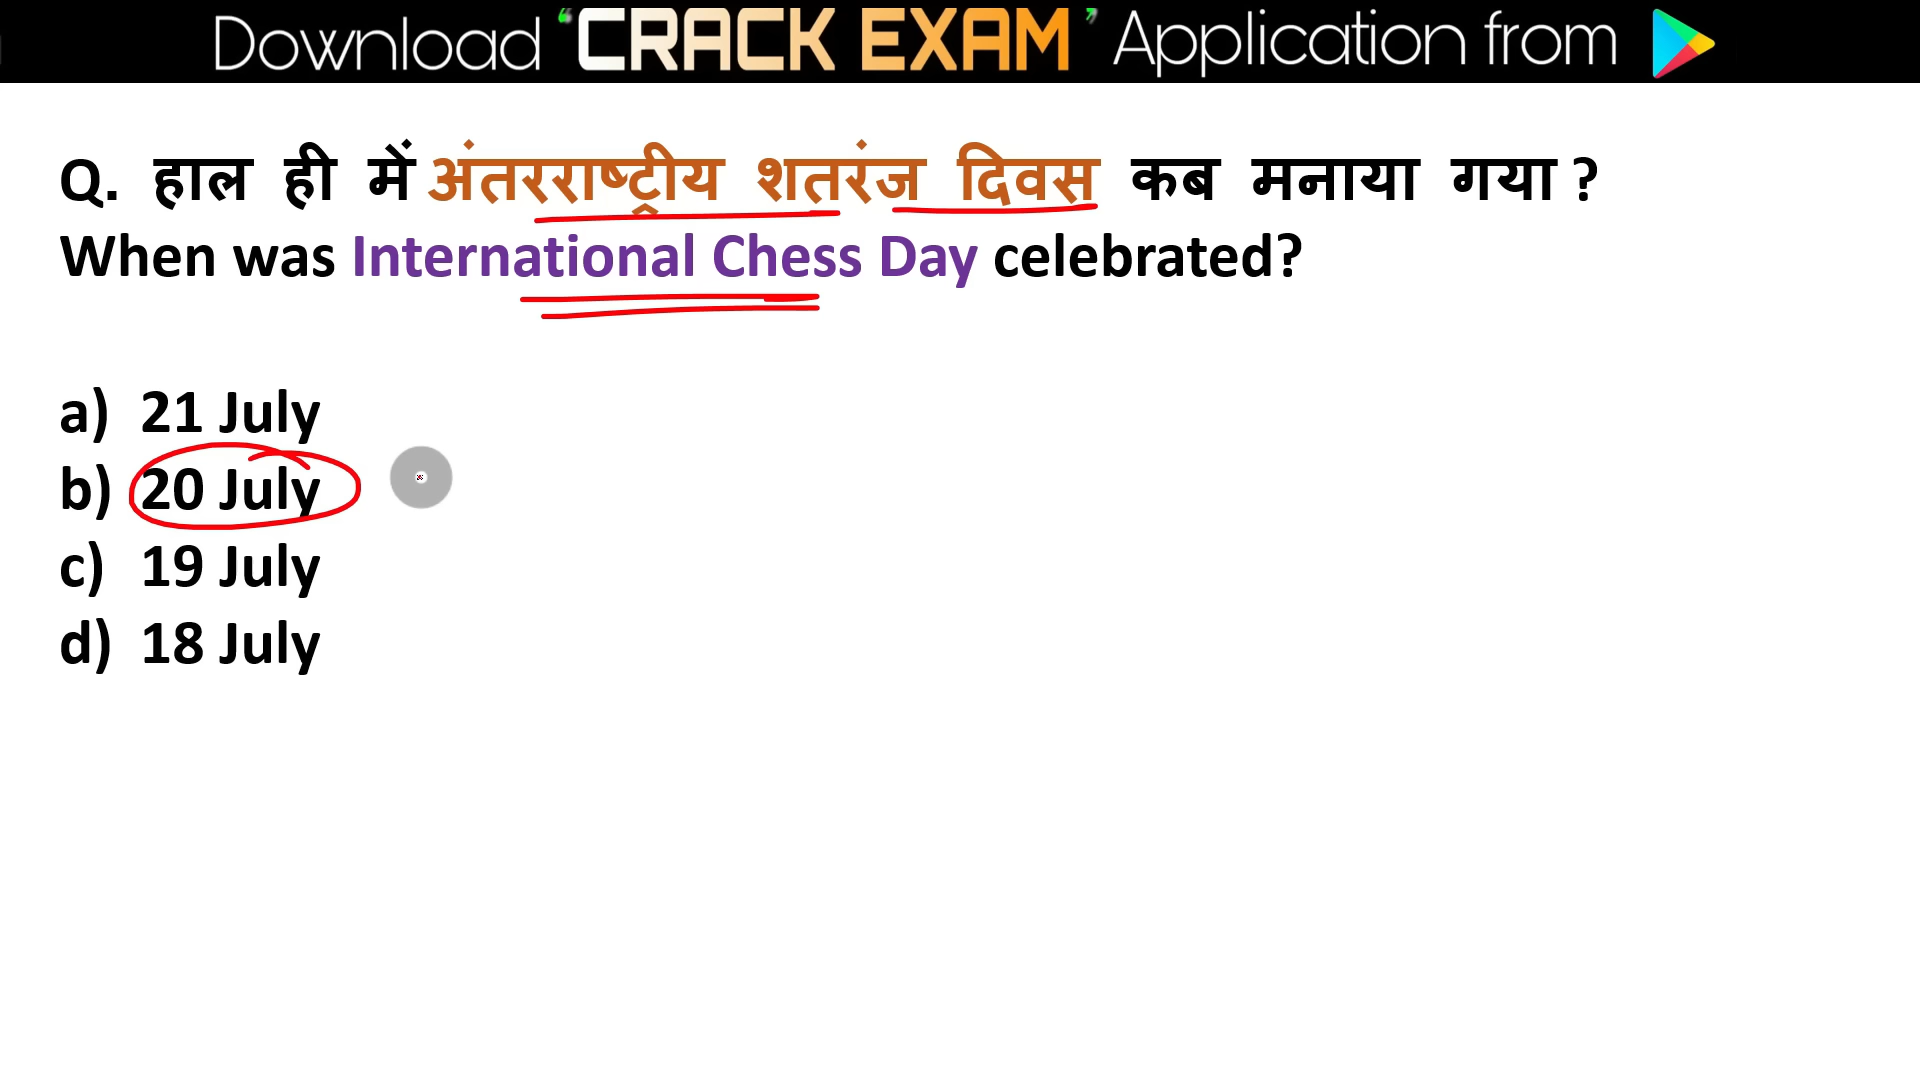 Download ‘CRACK EXAM’ Application from
Q. हाल ही में अंतरराष्ट्रीय शतरंज दिवस कब मनाया गया ?
When was International Chess Day celebrated?
a) 21 July
b) 20 July
c) 19 July
d) 18 July